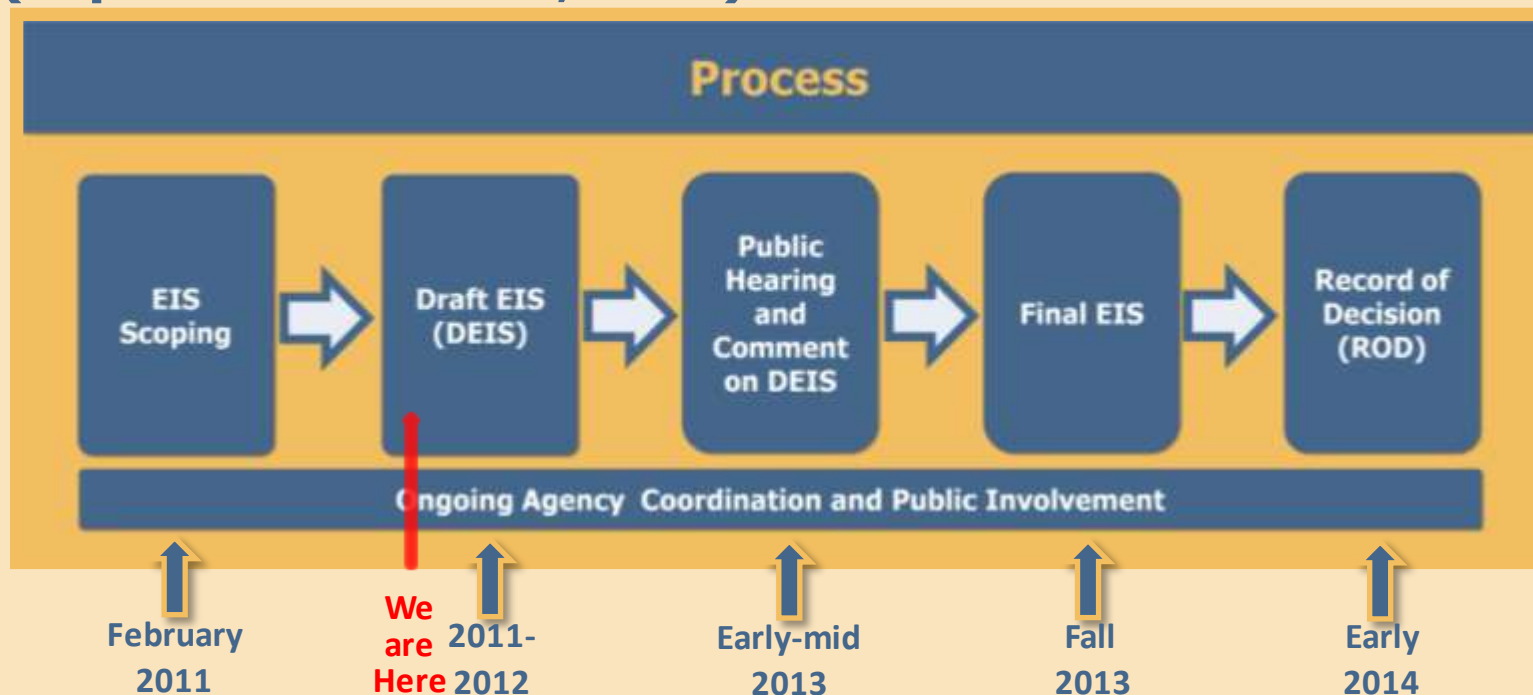 Process
EIS
Scoping
Draft EIS
(DEIS)
Public
Hearing
and
Comment
on DEIS
Final EIS
Record of
Decision
(ROD)
Ongoing Agency Coordination and Public Involvement
February
2011
We
are
Here
2011-
2012
Early-mid
2013
Fall
2013
Early
2014